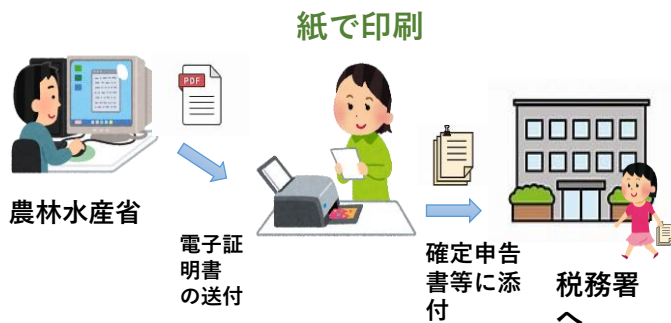 紙で印刷
PDF
農林水産省
電子証
明書
の送付
確定申告
書等に添
付
税務署
へ